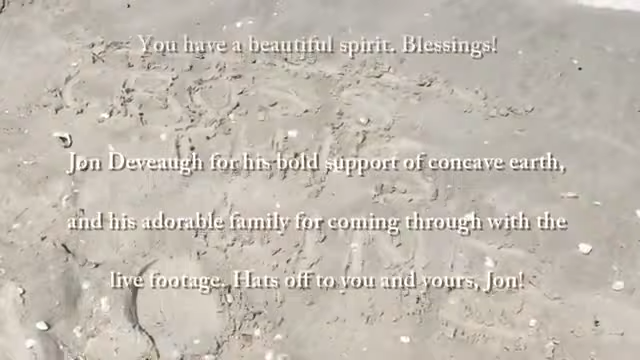 You have a beautiful spirit. Blessings!
Jon Deveaugh for his bold support of concave earth,
and his adorable family for coming through with the
live footage. Hats off to you and yours, Jon!